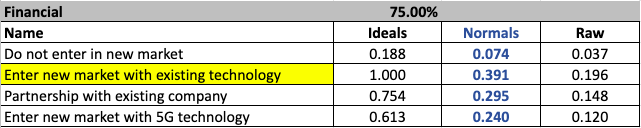 Financial 75.00%
Name Ideals Normals Raw
Do not enter in new market 0.188 0.074 0.037
Enter new market with existing technology 1.000 0.391 0.196
Partnership with existing company 0.754 0.295 0.148
Enter new market with 5G technology 0.613 0.240 0.120